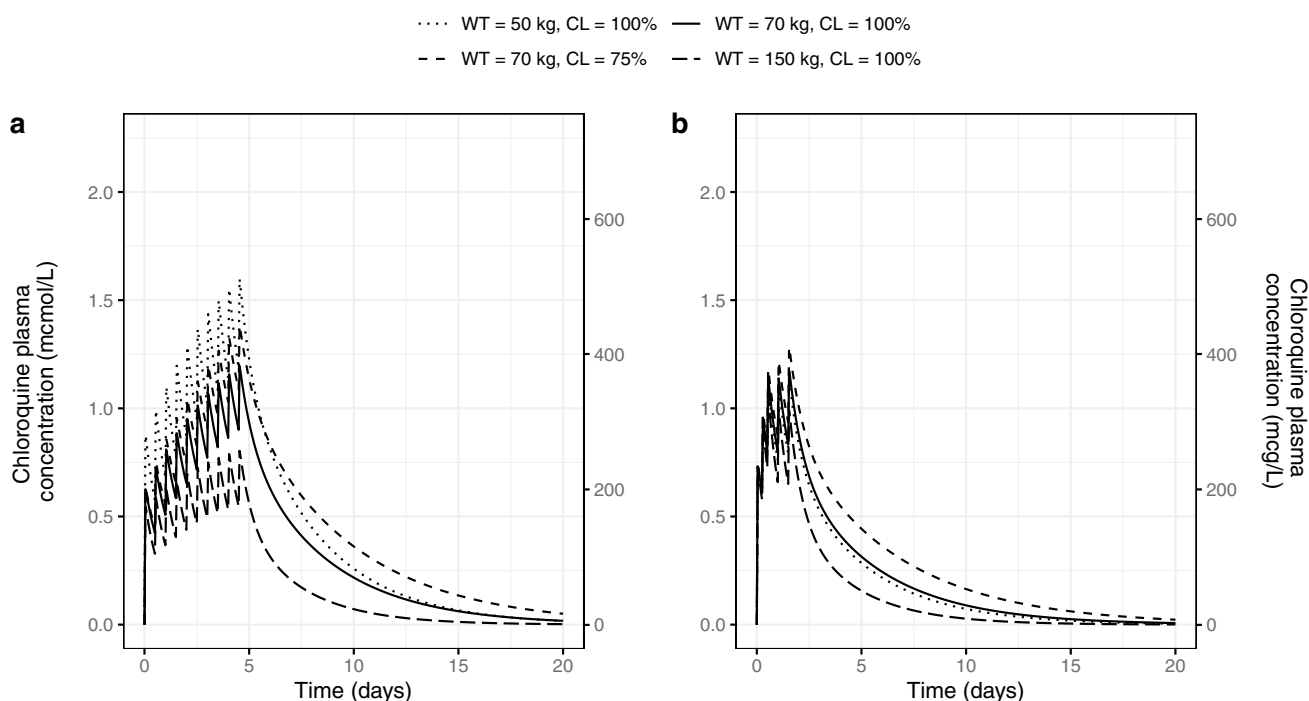 WT = 50 kg, CL = 100% WT = 70 kg, CL = 100%
WT = 70 kg, CL = 75% WT = 150 kg, CL = 100%
a
Chloroquine plasma
concentration (mcmol/L)
2.0
1.5
1.0
0.5
0.0
600
400
200
0
0 5 10 15 20
Time (days)
b
2.0
1.5
1.0
0.5
0.0
600
400
200
0
Chloroquine plasma
concentration (mcg/L)
0 5 10 15 20
Time (days)